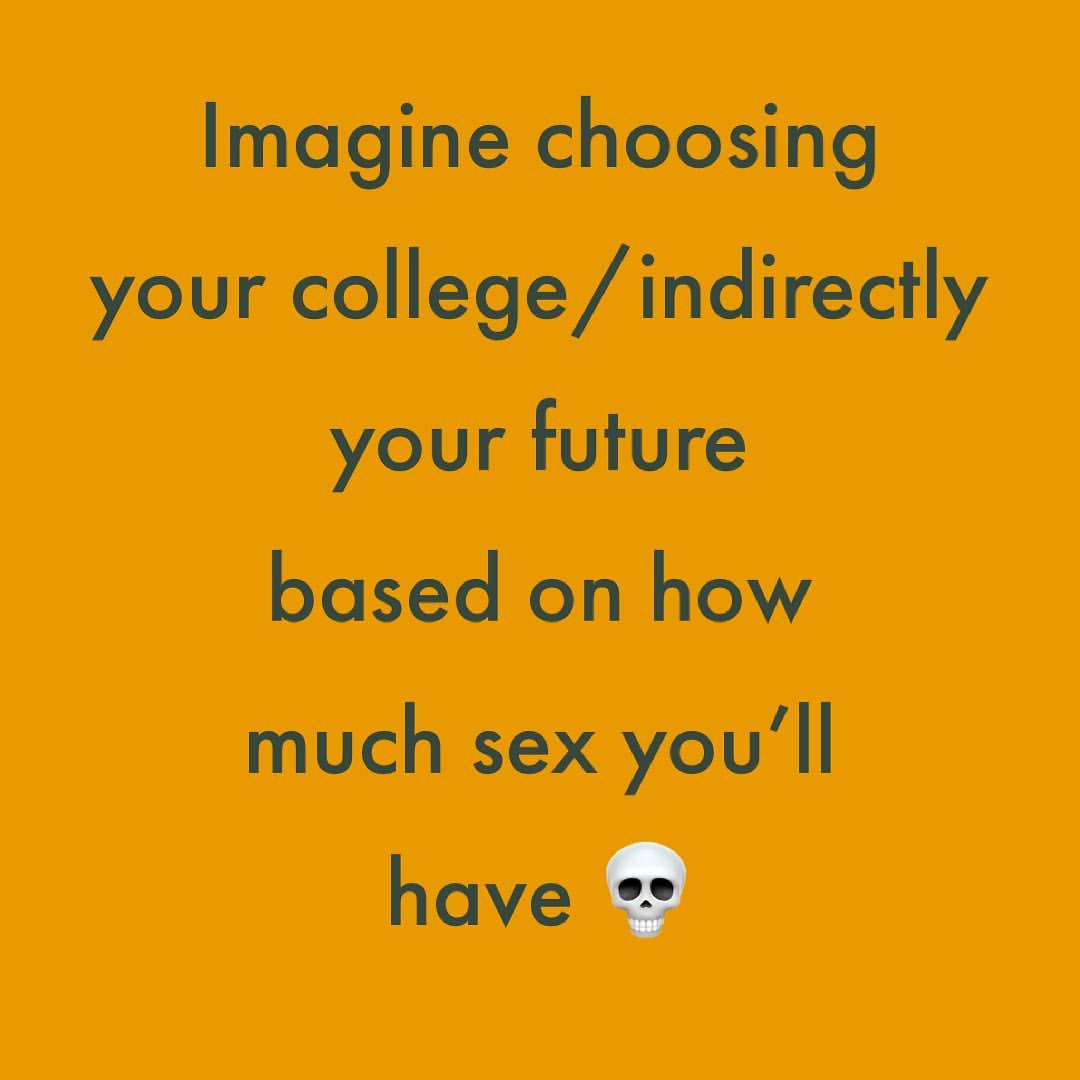 Imagine choosing
your college/indirectly
your future
based on how
much sex you’ll
have 💀